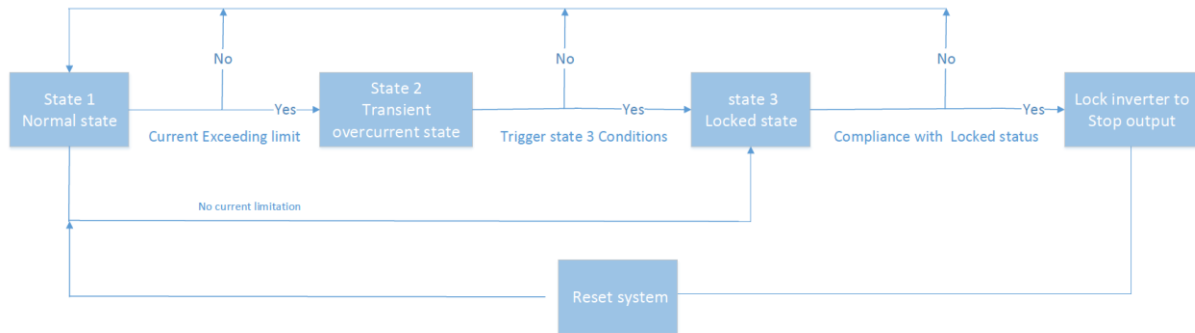 No
No
No
State 1
Normal state
Yes
State 2
Transient
overcurrent state
Yes
state 3
Locked state
Yes
Lock inverter to
Stop output
Current Exceeding limit
Trigger state 3 Conditions
Compliance with Locked status
No current limitation
Reset system